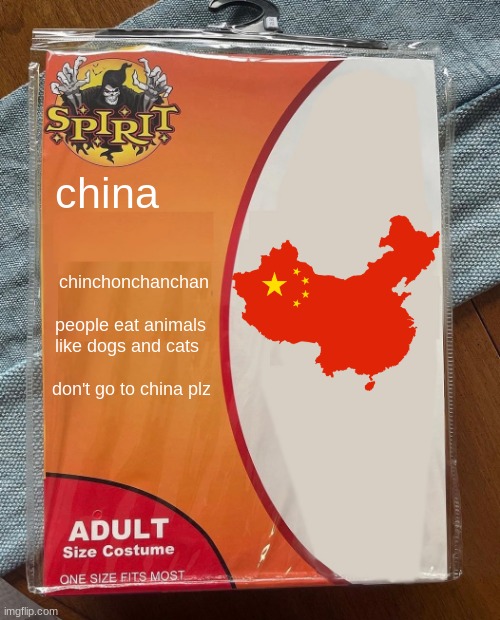 SPIRIT
china
chinchonchanchan
people eat animals
like dogs and cats
don't go to china plz
ADULT
Size Costume
ONE SIZE FITS MOST
imgflip.com